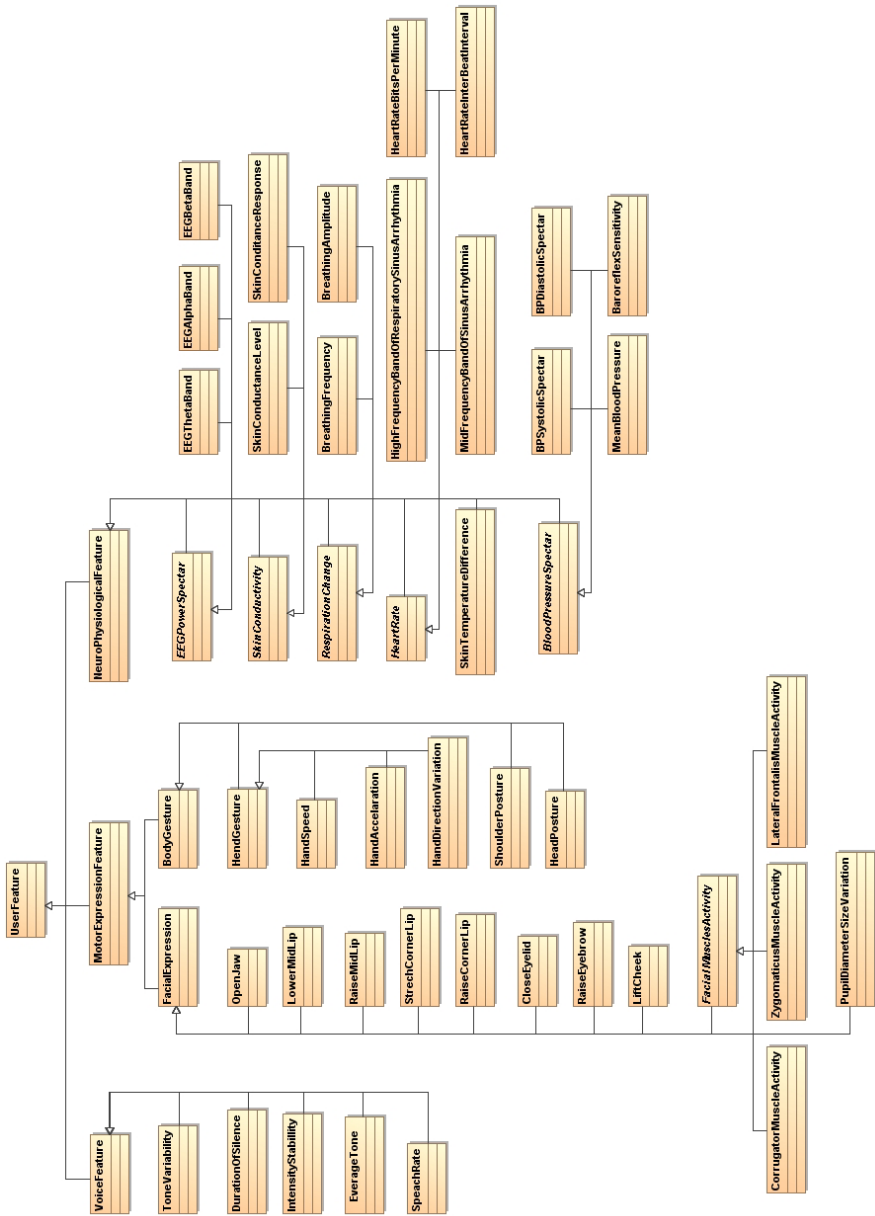 UserFeature
VoiceFeature
MotorExpressionFeature
NeuroPhysiologicalFeature
ToneVariability
DurationOfSilence
IntensityStabillity
EverageTone
SpeachRate
FacialExpression
OpenJaw
LowerMidLip
RaiseMidLip
StrechCornerLip
RaiseCornerLip
CloseEyelid
RaiseEyebrow
LiftCheek
FacialMusclesActivity
CorrugatorMuscleActivity
ZygomaticusMuscleActivity
LateralFrontalisMuscleActivity
PupilDiameterSizeVariation
BodyGesture
HendGesture
HandSpeed
HandAccelaration
HandDirectionVariation
ShoulderPosture
HeadPosture
EEGPowerSpectar
EEGThetaBand
EEGAlphaBand
EEGBetaBand
SkinConductivity
SkinConductanceLevel
SkinConditanceResponse
RespirationChange
BreathingFrequency
BreathingAmplitude
HeartRate
HighFrequencyBandOfRespiratorySinusArrhythmia
HeartRateBitsPerMinute
MidFrequencyBandOfSinusArrhythmia
HeartRateInterBeatInterval
SkinTemperatureDifference
BloodPressureSpectar
BPSystolicSpectar
BPDiastolicSpectar
MeanBloodPressure
BaroreflexSensitivity